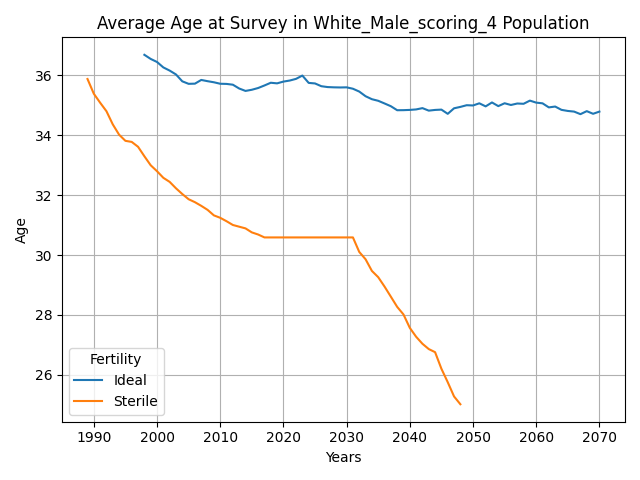 Average Age at Survey in White_Male_scoring_4 Population
Age
36
34
32
30
28
26
Fertility
Ideal
Sterile
1990 2000 2010 2020 2030 2040 2050 2060 2070
Years